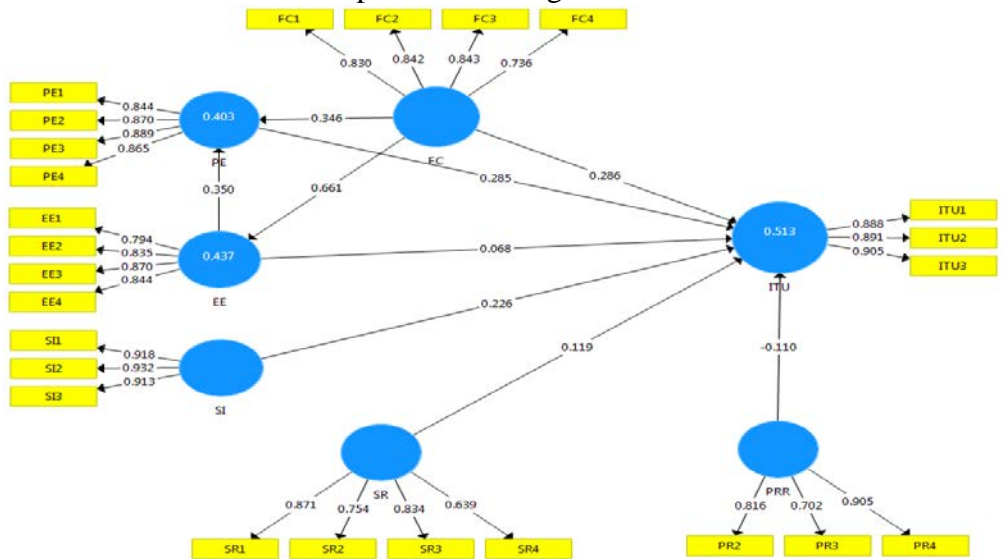 FC1 FC2 FC3 FC4
0.830 0.842 0.843 0.736
PE1
PE2
PE3
PE4
0.844
0.870
0.889
0.865
0.403
PE
0.346
FC
0.350
0.661
0.285
0.286
EE1
EE2
EE3
EE4
0.794
0.835
0.870
0.844
0.437
EE
0.068
0.513
ITU
0.888
0.891
0.905
ITU1
ITU2
ITU3
SI1
SI2
SI3
0.918
0.932
0.913
SI
0.226
0.119
-0.110
SR
0.871 0.754 0.834 0.639
SR1 SR2 SR3 SR4
PRR
0.816 0.702 0.905
PR2 PR3 PR4